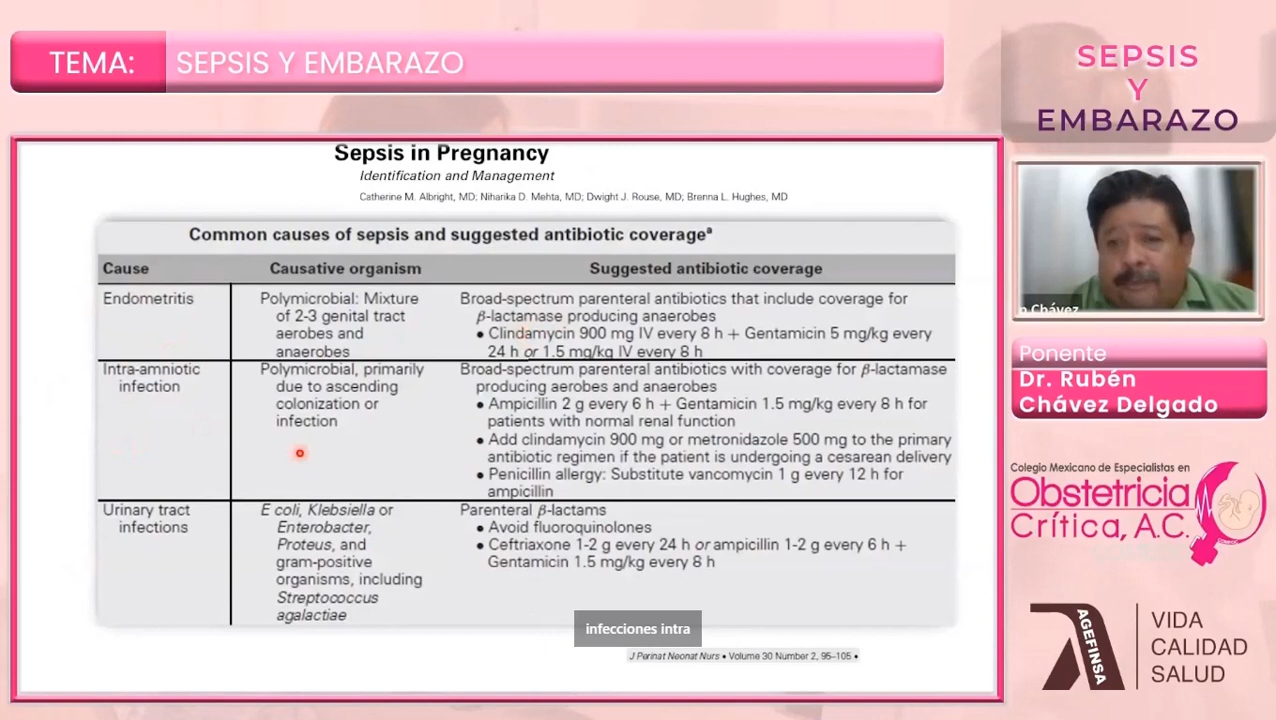 TEMA: SEPSIS Y EMBARAZO
SEPSIS
Y
EMBARAZO
Sepsis in Pregnancy
Identification and Management
Catherine M. Albright, MD; Niharika D. Mehta, MD; Dwight J. Rouse, MD; Brenna L. Hughes, MD
Common causes of sepsis and suggested antibiotic coverageᵃ
Cause Causative organism Suggested antibiotic coverage
Endometritis
Polymicrobial: Mixture
of 2-3 genital tract
aerobes and
anaerobes
Broad-spectrum parenteral antibiotics that include coverage for
β-lactamase producing anaerobes
• Clindamycin 900 mg IV every 8 h + Gentamicin 5 mg/kg every
24 h or 1.5 mg/kg IV every 8 h
Intra-amniotic
infection
Polymicrobial, primarily
due to ascending
colonization or
infection
Broad-spectrum parenteral antibiotics with coverage for β-lactamase
producing aerobes and anaerobes
• Ampicillin 2 g every 6 h + Gentamicin 1.5 mg/kg every 8 h for
patients with normal renal function
• Add clindamycin 900 mg or metronidazole 500 mg to the primary
antibiotic regimen if the patient is undergoing a cesarean delivery
• Penicillin allergy: Substitute vancomycin 1 g every 12 h for
ampicillin
Urinary tract
infections
E coli, Klebsiella or
Enterobacter,
Proteus, and
gram-positive
organisms, including
Streptococcus
agalactiae
Parenteral β-lactams
• Avoid fluoroquinolones
• Ceftriaxone 1-2 g every 24 h or ampicillin 1-2 g every 6 h +
Gentamicin 1.5 mg/kg every 8 h
infecciones intra
J Perinat Neonat Nurs • Volume 30 Number 2, 95–105 •
Chávez
Ponente
Dr. Rubén
Chávez Delgado
Colegio Mexicano de Especialistas en
Obstetricia
Crítica, A.C.
AGEFINSA
VIDA
CALIDAD
SALUD